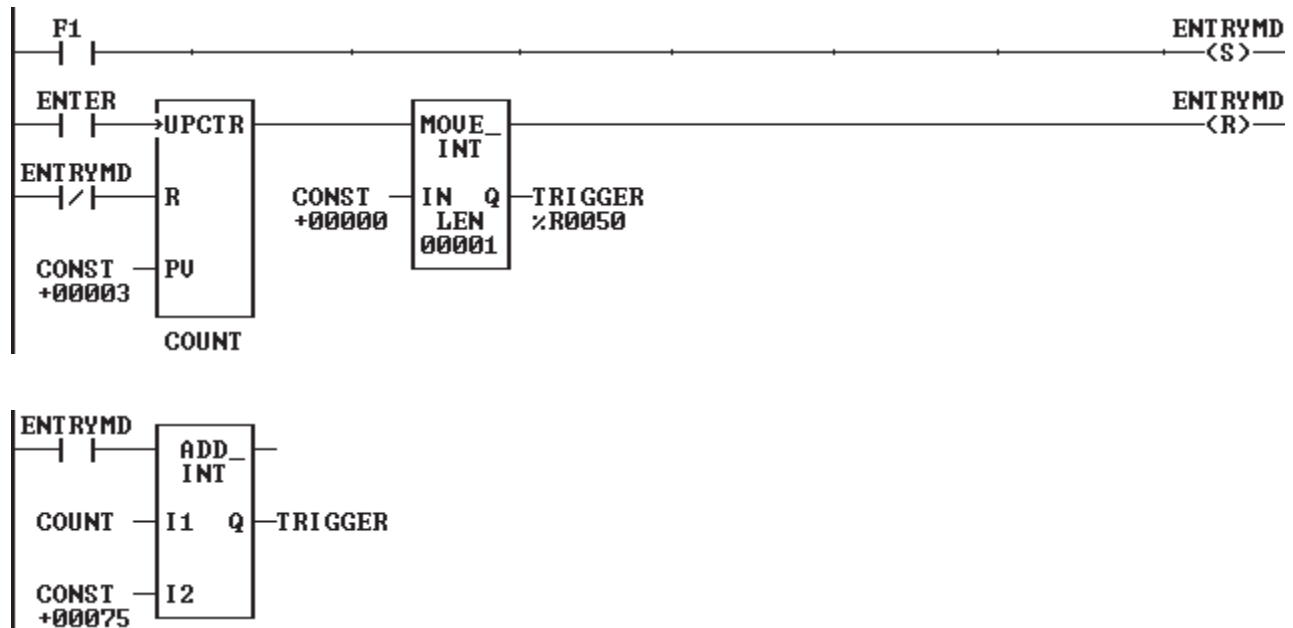 F1
ENTRYMD
(S)
ENTER
ENTRYMD
UPCTR
MOVE_
(R)
INT
ENTRYMD
R
CONST
IN Q
TRIGGER
+00000
LEN
%R0050
00001
CONST
PV
+00003
COUNT
ENTRYMD
ADD_
INT
COUNT
I1 Q
TRIGGER
CONST
I2
+00075